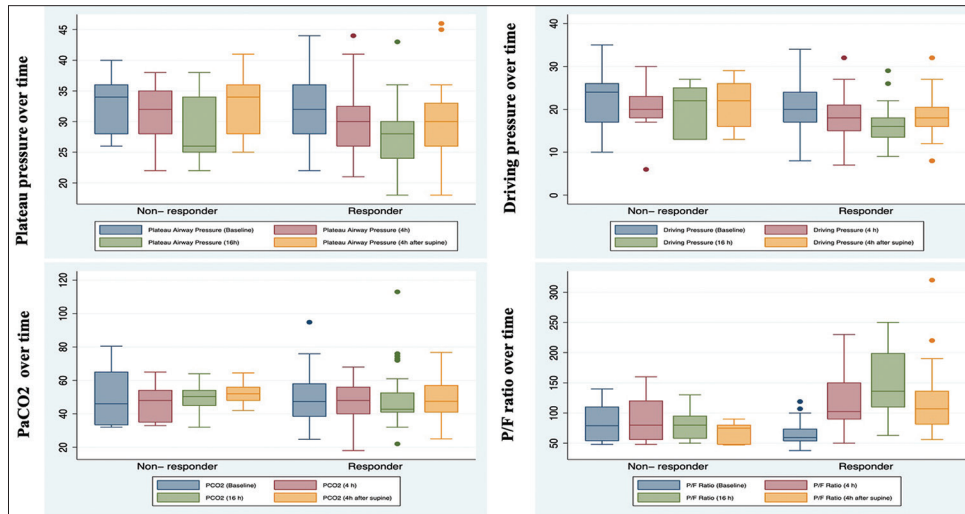 Plateau pressure over time
45
40
35
30
25
20
Non- responder Responder
Plateau Airway Pressure (Baseline) Plateau Airway Pressure (4h)
Plateau Airway Pressure (16h) Plateau Airway Pressure (4h after supine)
Driving pressure over time
40
30
20
10
0
Non- responder Responder
Driving Pressure (Baseline) Driving Pressure (4 h)
Driving Pressure (16 h) Driving Pressure (4h after supine)
PaCO2 over time
120
100
80
60
40
20
Non- responder Responder
PCO2 (Baseline) PCO2 (4 h)
PCO2 (16 h) PCO2 (4h after supine)
P/F ratio over time
300
250
200
150
100
50
Non- responder Responder
P/F Ratio (Baseline) P/F Ratio (4 h)
P/F Ratio (16 h) P/F Ratio (4h after supine)